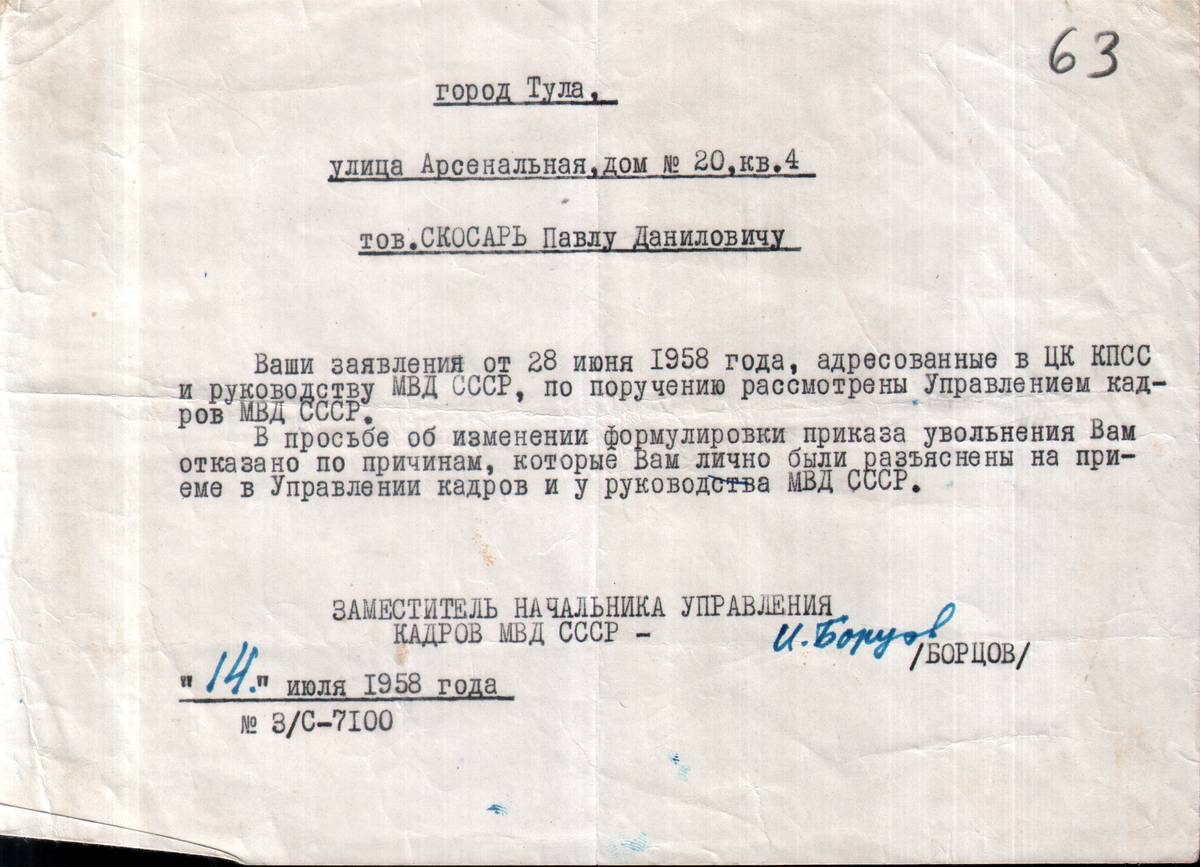 63
город Тула,
улица Арсенальная, дом № 20, кв.4
тов.СКОСАРЬ Павлу Даниловичу
Ваши заявления от 28 июня 1958 года, адресованные в ЦК КПСС
и руководству МВД СССР, по поручению рассмотрены Управлением кад-
ров МВД СССР.
В просьбе об изменении формулировки приказа увольнения Вам
отказано по причинам, которые Вам лично были разъяснены на при-
еме в Управлении кадров и у руководства МВД СССР.
ЗАМЕСТИТЕЛЬ НАЧАЛЬНИКА УПРАВЛЕНИЯ
КАДРОВ МВД СССР –
И. Борцов
/БОРЦОВ/
"14." июля 1958 года
№ 3/С-7100